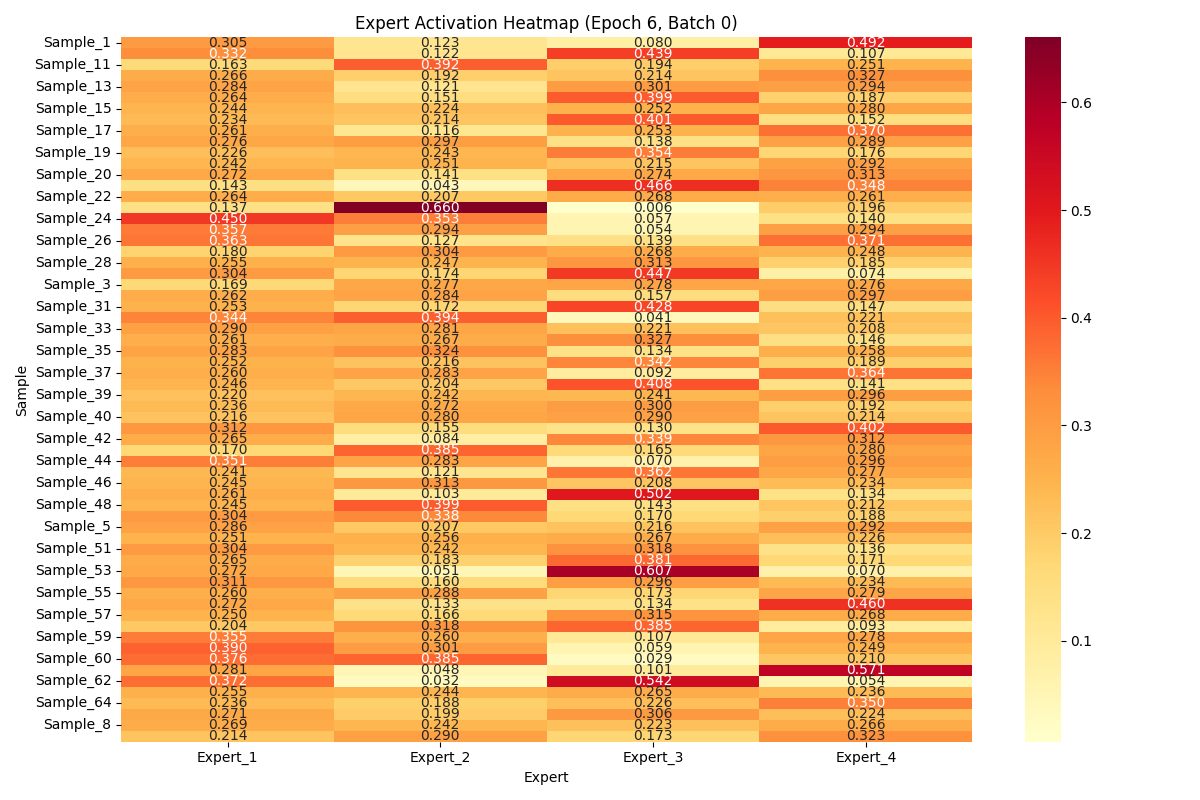 Expert Activation Heatmap (Epoch 6, Batch 0)
Sample_1 0.305 0.123 0.080 0.492
0.332 0.122 0.439 0.107
Sample_11 0.163 0.392 0.194 0.251
0.266 0.192 0.214 0.327
Sample_13 0.284 0.121 0.301 0.294
0.264 0.151 0.399 0.187
Sample_15 0.244 0.224 0.252 0.280
0.234 0.214 0.401 0.152
Sample_17 0.261 0.116 0.253 0.370
0.276 0.297 0.138 0.289
Sample_19 0.226 0.243 0.354 0.176
0.242 0.251 0.215 0.292
Sample_20 0.272 0.141 0.274 0.313
0.143 0.043 0.466 0.348
Sample_22 0.264 0.207 0.268 0.261
0.137 0.660 0.006 0.196
Sample_24 0.450 0.353 0.057 0.140
0.357 0.294 0.054 0.294
Sample_26 0.363 0.127 0.139 0.371
0.180 0.304 0.268 0.248
Sample_28 0.255 0.247 0.313 0.185
0.304 0.174 0.447 0.074
Sample_3 0.169 0.277 0.278 0.276
0.262 0.284 0.157 0.297
Sample_31 0.253 0.172 0.428 0.147
0.344 0.394 0.041 0.221
Sample_33 0.290 0.281 0.221 0.208
0.261 0.267 0.327 0.146
Sample_35 0.283 0.324 0.134 0.258
0.252 0.216 0.342 0.189
Sample_37 0.260 0.283 0.092 0.364
0.246 0.204 0.408 0.141
Sample_39 0.220 0.242 0.241 0.296
0.236 0.272 0.300 0.192
Sample_40 0.216 0.280 0.290 0.214
0.312 0.155 0.130 0.402
Sample_42 0.265 0.084 0.339 0.312
0.170 0.385 0.165 0.280
Sample_44 0.351 0.283 0.070 0.296
0.241 0.121 0.362 0.277
Sample_46 0.245 0.313 0.208 0.234
0.261 0.103 0.502 0.134
Sample_48 0.245 0.399 0.143 0.212
0.304 0.338 0.170 0.188
Sample_5 0.286 0.207 0.216 0.292
0.251 0.256 0.267 0.226
Sample_51 0.304 0.242 0.318 0.136
0.265 0.183 0.381 0.171
Sample_53 0.272 0.051 0.607 0.070
0.311 0.160 0.296 0.234
Sample_55 0.260 0.288 0.173 0.279
0.272 0.133 0.134 0.460
Sample_57 0.250 0.166 0.315 0.268
0.204 0.318 0.385 0.093
Sample_59 0.355 0.260 0.107 0.278
0.390 0.301 0.059 0.249
Sample_60 0.376 0.385 0.029 0.210
0.281 0.048 0.101 0.571
Sample_62 0.372 0.032 0.542 0.054
0.255 0.244 0.265 0.236
Sample_64 0.236 0.188 0.226 0.350
0.271 0.199 0.306 0.224
Sample_8 0.269 0.242 0.223 0.266
0.214 0.290 0.173 0.323
Expert_1 Expert_2 Expert_3 Expert_4
Expert
Sample
0.6
0.5
0.4
0.3
0.2
0.1